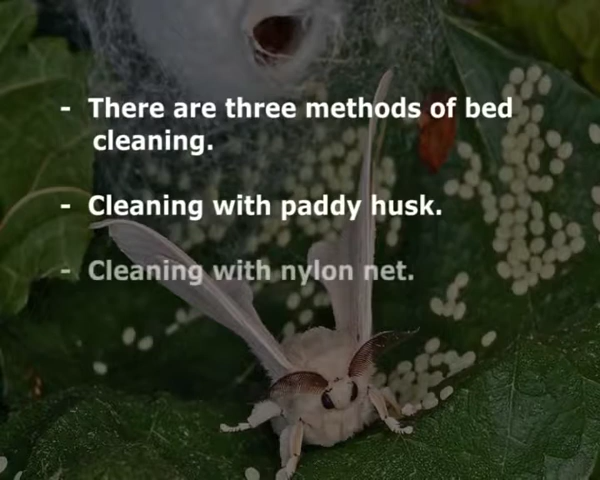 - There are three methods of bed
cleaning.
- Cleaning with paddy husk.
- Cleaning with nylon net.